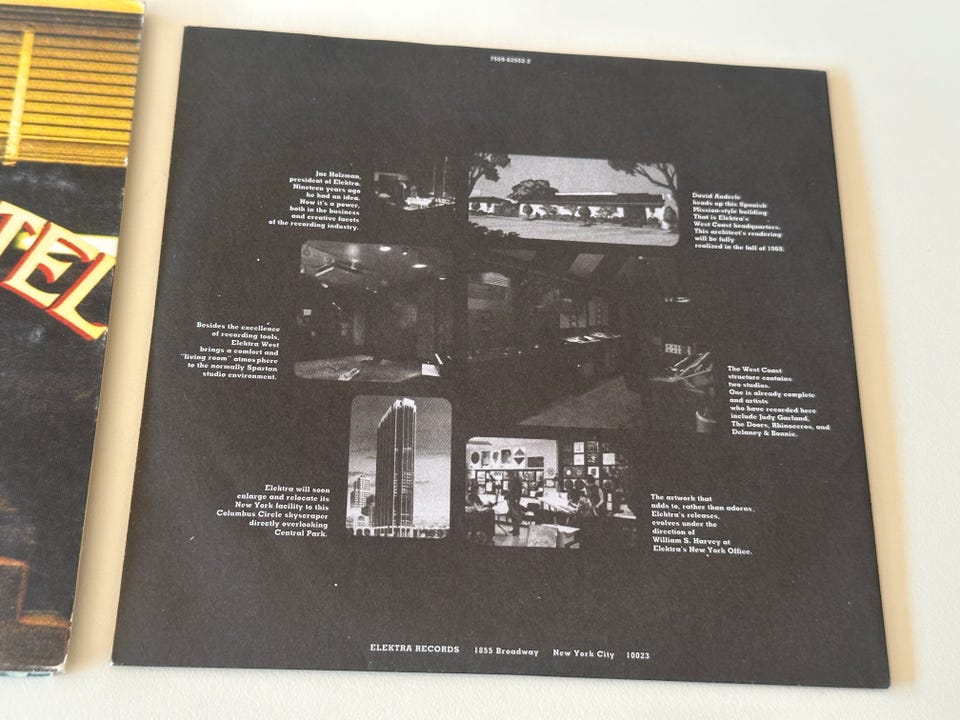 TEL
7559-62552-2
Jac Holzman,
president of Elektra.
Nineteen years ago
he had an idea.
Now it's a power,
both in the business
and creative facets
of the recording industry.
David Anderle
heads up this Spanish
Mission-style building
That is Elektra's
West Coast headquarters.
This architect's rendering
will be fully
realized in the fall of 1969.
Besides the excellence
of recording tools,
Elektra West
brings a comfort and
"living room" atmosphere
to the normally Spartan
studio environment.
The West Coast
structure contains
two studios.
One is already complete
and artists
who have recorded here
include Judy Garland,
The Doors, Rhinoceros, and
Delaney & Bonnie.
Elektra will soon
enlarge and relocate its
New York facility to this
Columbus Circle skyscraper
directly overlooking
Central Park.
The artwork that
adds to, rather than adorns,
Elektra's releases,
evolves under the
direction of
William S. Harvey at
Elektra's New York Office.
ELEKTRA RECORDS 1855 Broadway New York City 10023